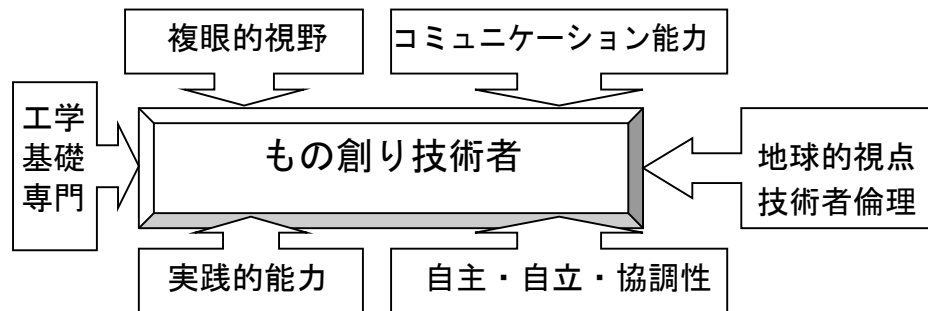 複眼的視野
コミュニケーション能力
工学
基礎
専門
もの創り技術者
地球的視点
技術者倫理
実践的能力
自主・自立・協調性